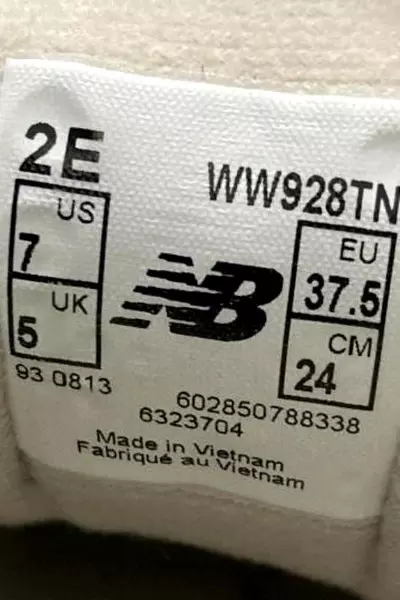 2E
WW928TN
US
7
UK
5
NB
EU
37.5
CM
24
93 0813
602850788338
6323704
Made in Vietnam
Fabriqué au Vietnam